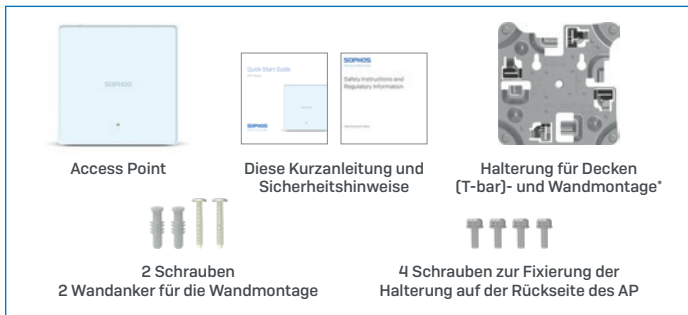 SOPHOS
Quick Start Guide
SOPHOS
SOPHOS
Safety Instructions and
Regulatory Information
Access Point
Diese Kurzanleitung und
Sicherheitshinweise
Halterung für Decken
(T-bar)- und Wandmontage*
2 Schrauben
2 Wandanker für die Wandmontage
4 Schrauben zur Fixierung der
Halterung auf der Rückseite des AP